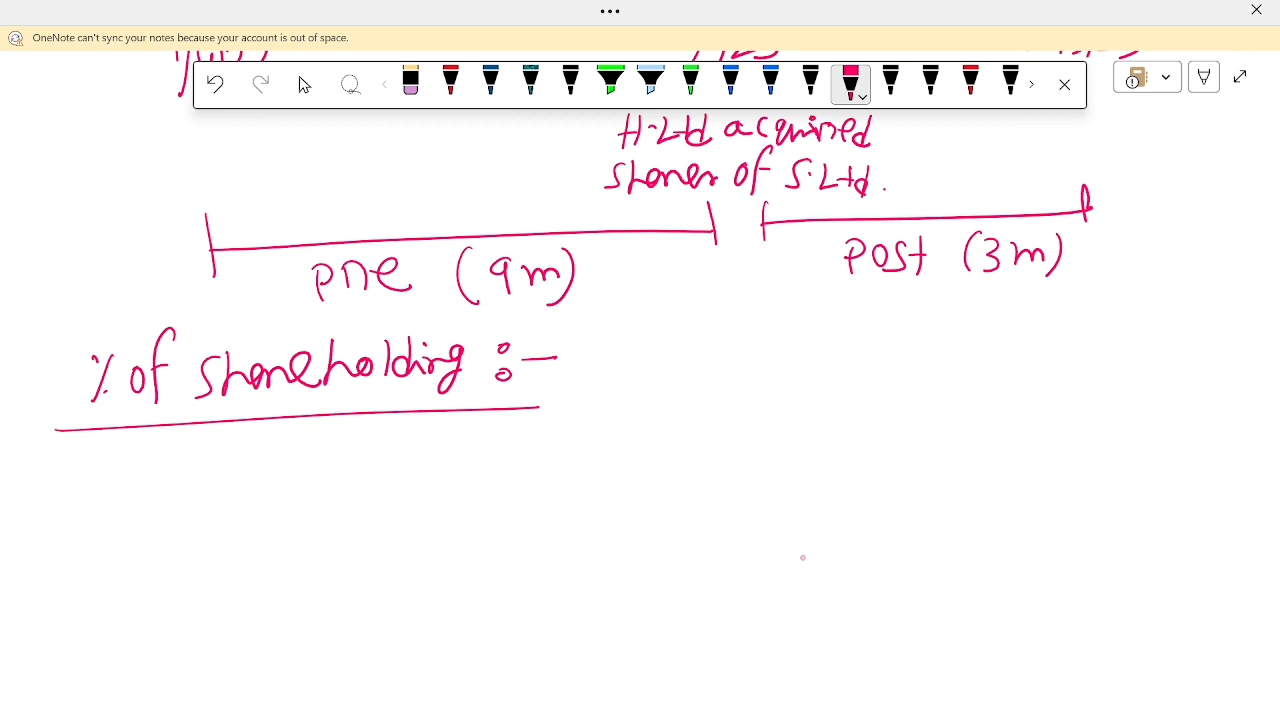 OneNote can't sync your notes because your account is out of space.
H.Ltd acquired
shares of S.Ltd.
pre (9m)
post (3m)
% of shareholding :-